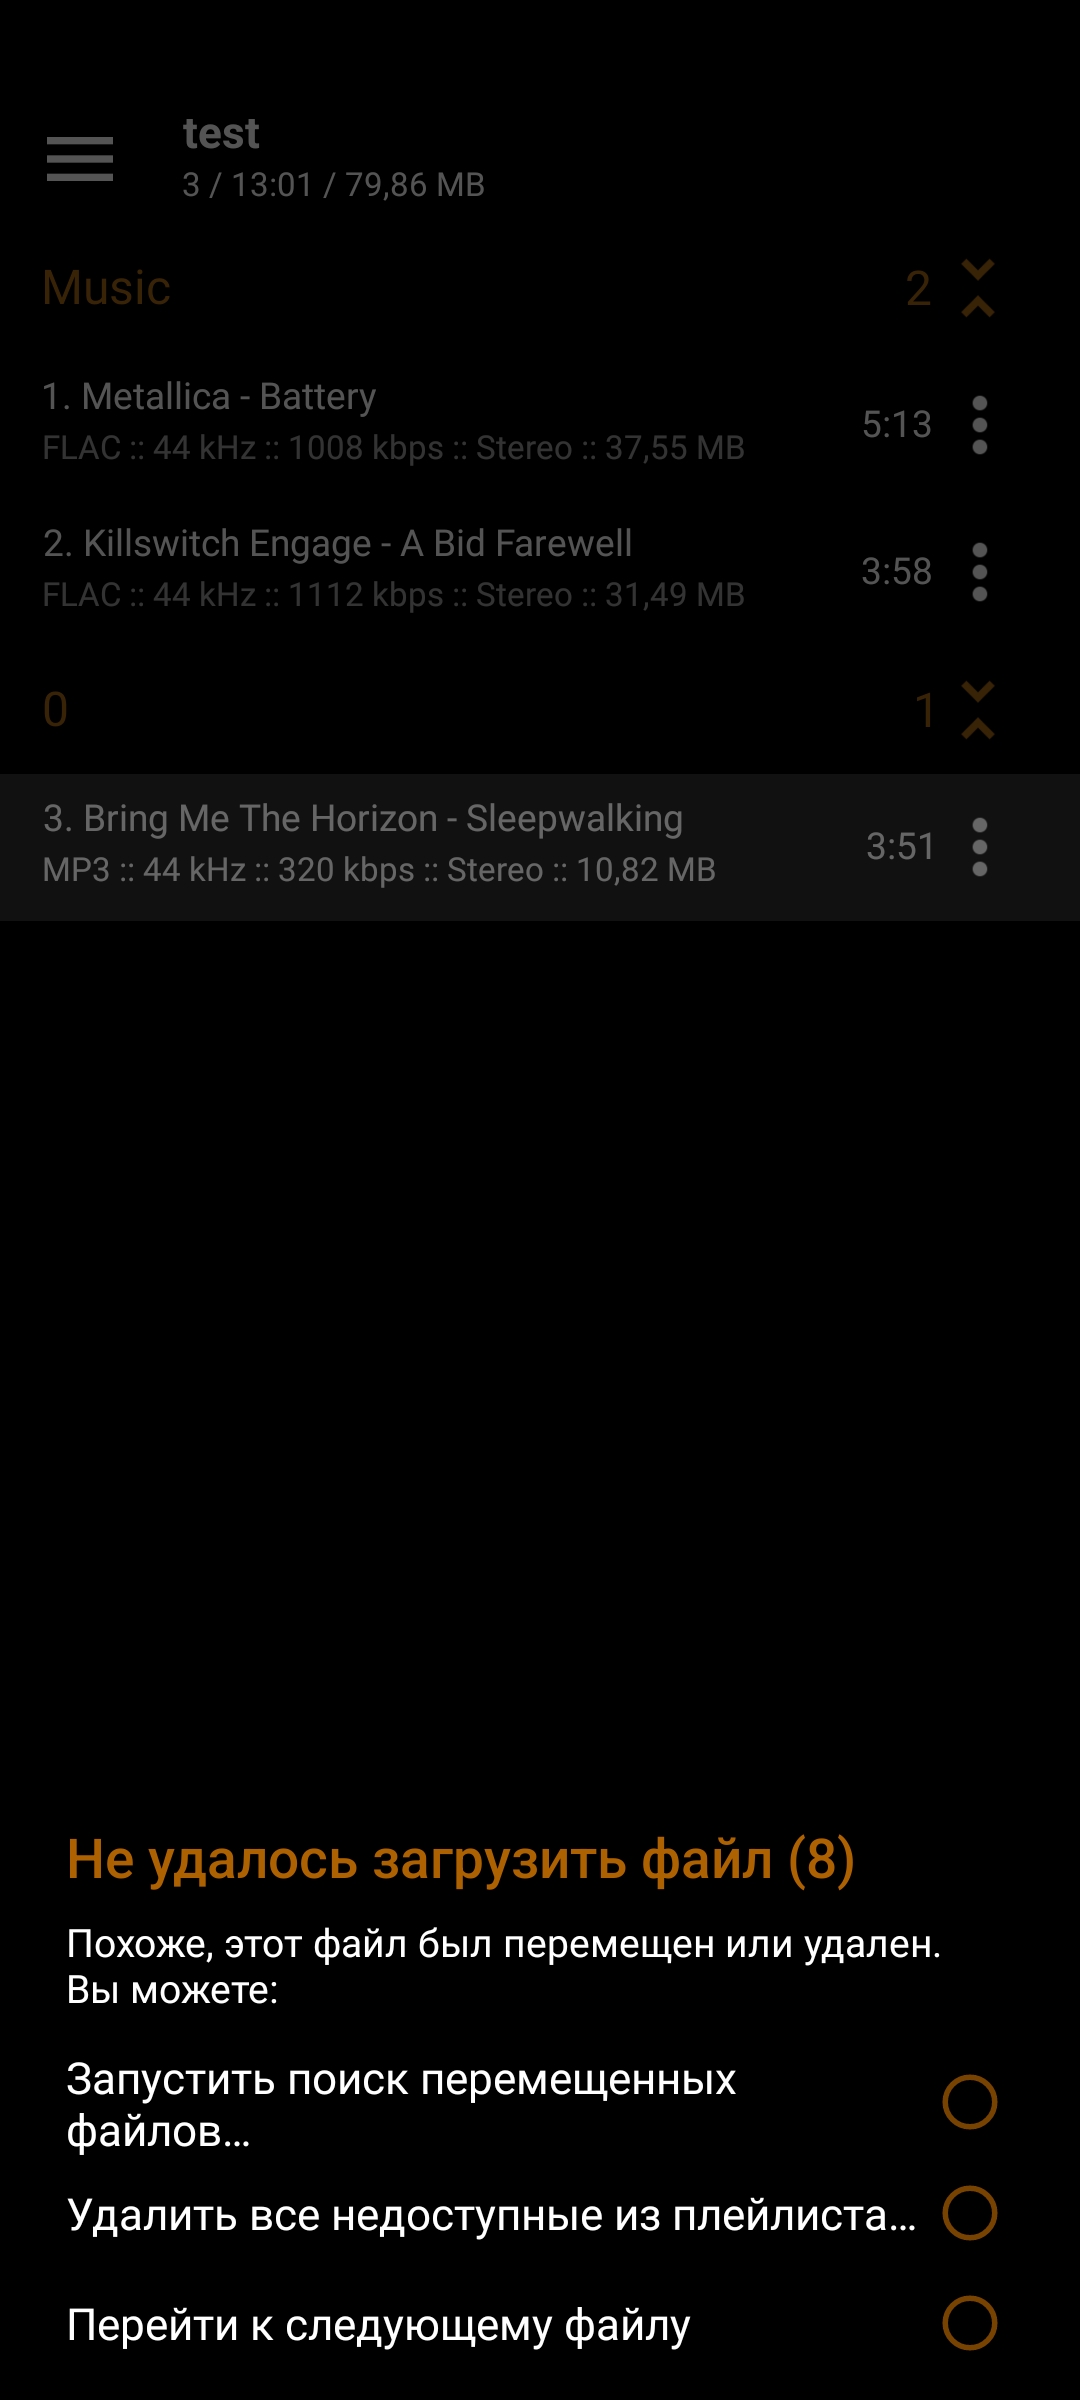 test
3 / 13:01 / 79,86 MB
Music 2
1. Metallica - Battery
5:13
FLAC :: 44 kHz :: 1008 kbps :: Stereo :: 37,55 MB
2. Killswitch Engage - A Bid Farewell
3:58
FLAC :: 44 kHz :: 1112 kbps :: Stereo :: 31,49 MB
0 1
3. Bring Me The Horizon - Sleepwalking
3:51
MP3 :: 44 kHz :: 320 kbps :: Stereo :: 10,82 MB
Не удалось загрузить файл (8)
Похоже, этот файл был перемещен или удален.
Вы можете:
Запустить поиск перемещенных
файлов...
Удалить все недоступные из плейлиста...
Перейти к следующему файлу